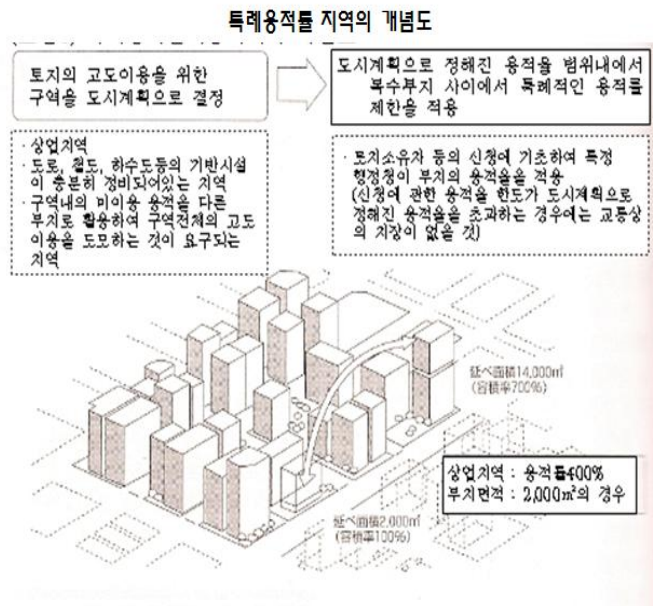 특례용적률 지역의 개념도
토지의 고도이용을 위한
구역을 도시계획으로 결정
도시계획으로 정해진 용적율 범위내에서
복수부지 사이에서 특례적인 용적률
제한을 적용
· 상업지역
· 도로, 철도, 하수도등의 기반시설
이 충분히 정비되어있는 지역
· 구역내의 미이용 용적을 다른
부지로 활용하여 구역전체의 고도
이용을 도모하는 것이 요구되는
지역
· 토지소유자 등의 신청에 기초하여 특정
행정청이 부지의 용적율을 적용
(신청에 관한 용적율 한도가 도시계획으로
정해진 용적율을 초과하는 경우에는 교통상
의 지장이 없을 것)
延べ面積14,000㎡
(容積率700%)
상업지역 : 용적률400%
부지면적 : 2,000㎡의 경우
延べ面積2,000㎡
(容積率100%)